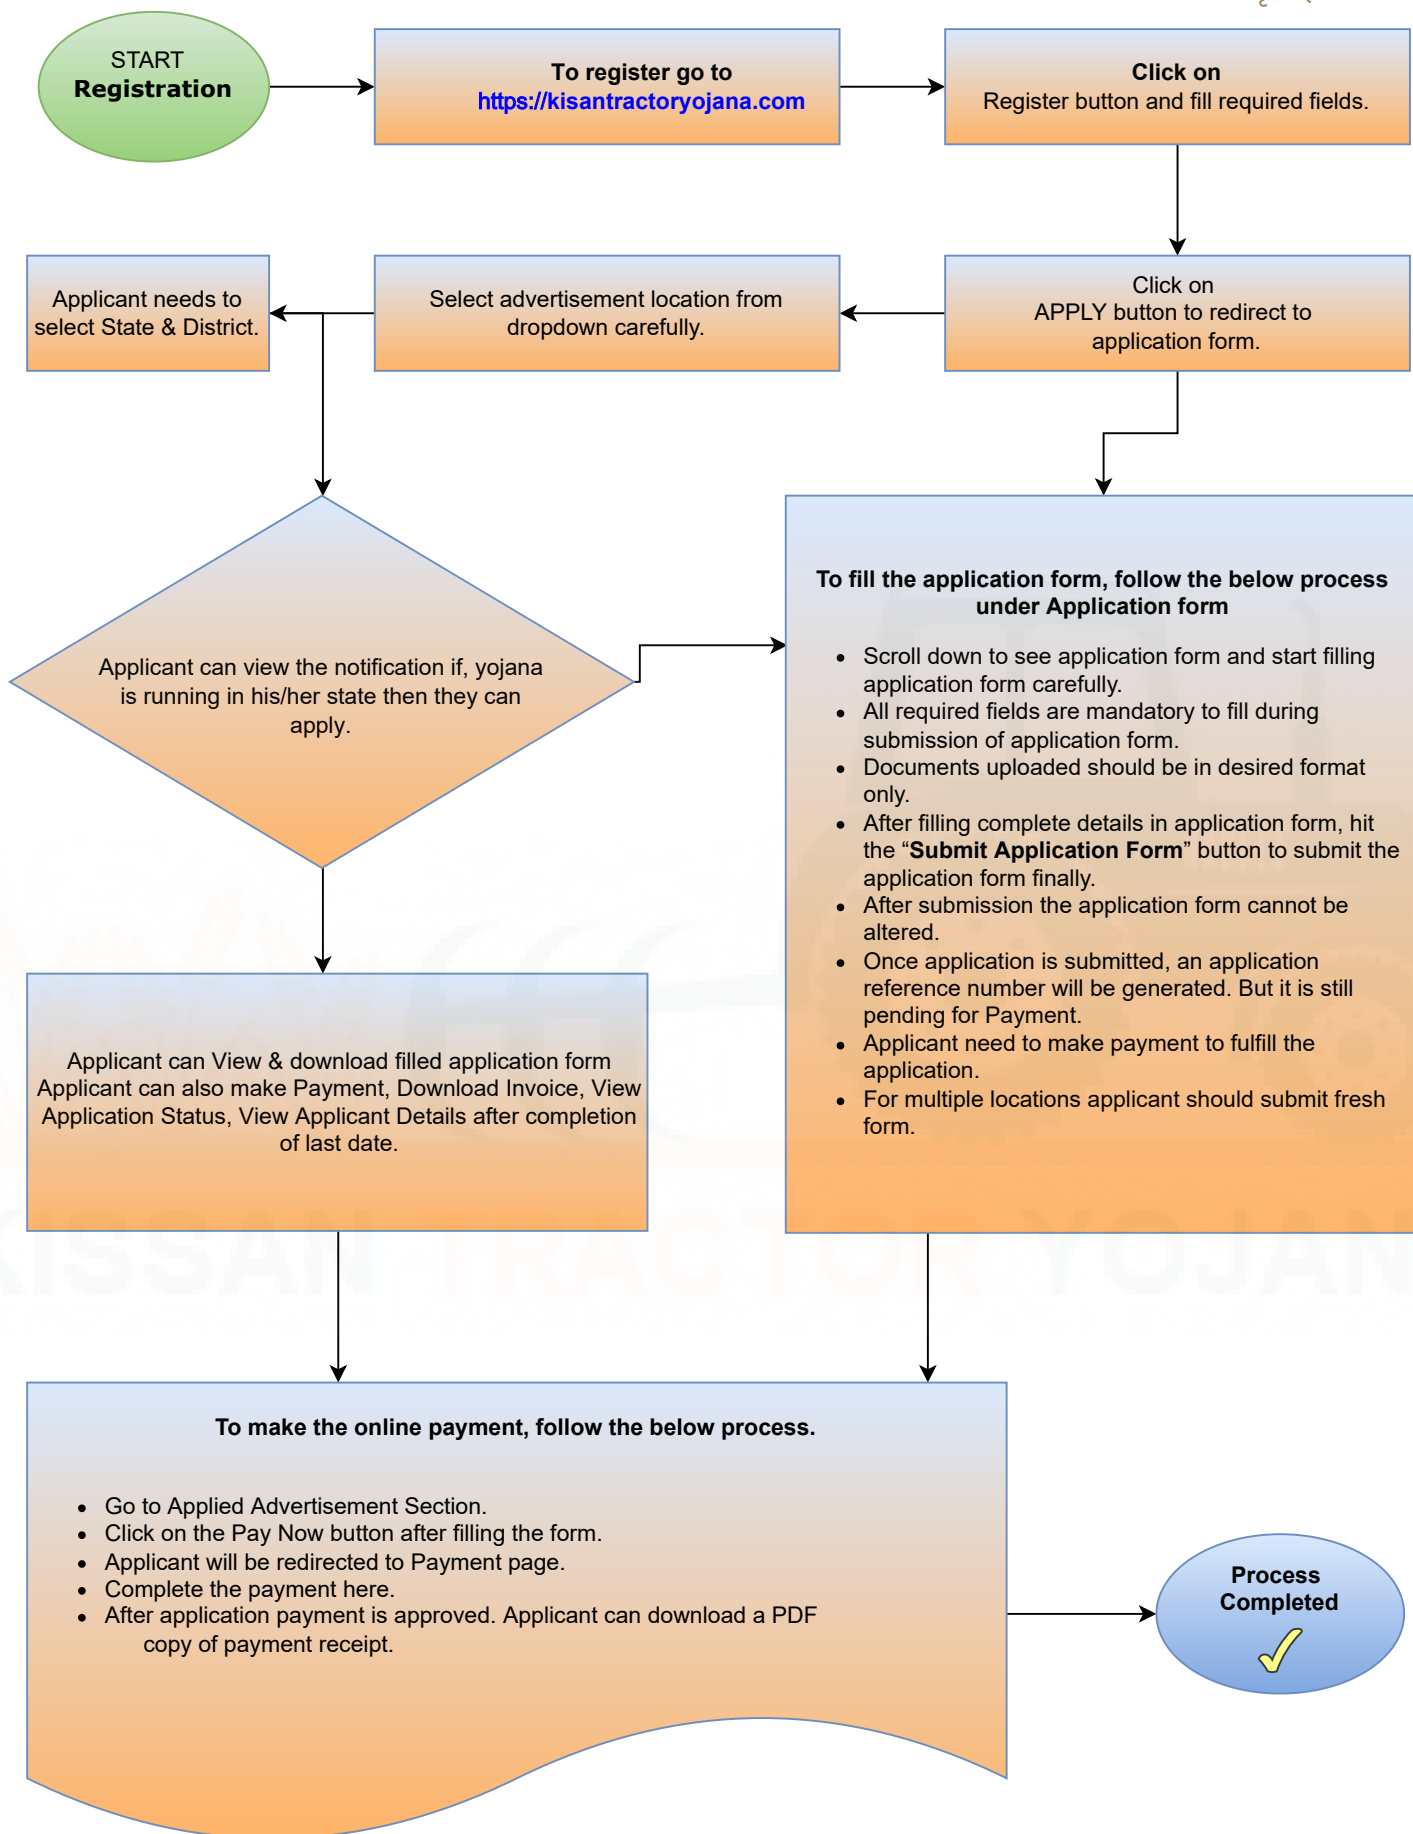 START
Registration
To register go to
https://kisantractoryojana.com
Click on
Register button and fill required fields.
Applicant needs to
select State & District.
Select advertisement location from
dropdown carefully.
Click on
APPLY button to redirect to
application form.
Applicant can view the notification if, yojana
is running in his/her state then they can
apply.
To fill the application form, follow the below process
under Application form
• Scroll down to see application form and start filling
application form carefully.
• All required fields are mandatory to fill during
submission of application form.
• Documents uploaded should be in desired format
only.
• After filling complete details in application form, hit
the “Submit Application Form” button to submit the
application form finally.
• After submission the application form cannot be
altered.
• Once application is submitted, an application
reference number will be generated. But it is still
pending for Payment.
• Applicant need to make payment to fulfill the
application.
• For multiple locations applicant should submit fresh
form.
Applicant can View & download filled application form
Applicant can also make Payment, Download Invoice, View
Application Status, View Applicant Details after completion
of last date.
KISSAN TRACTOR YOJAN
To make the online payment, follow the below process.
• Go to Applied Advertisement Section.
• Click on the Pay Now button after filling the form.
• Applicant will be redirected to Payment page.
• Complete the payment here.
• After application payment is approved. Applicant can download a PDF
copy of payment receipt.
Process
Completed